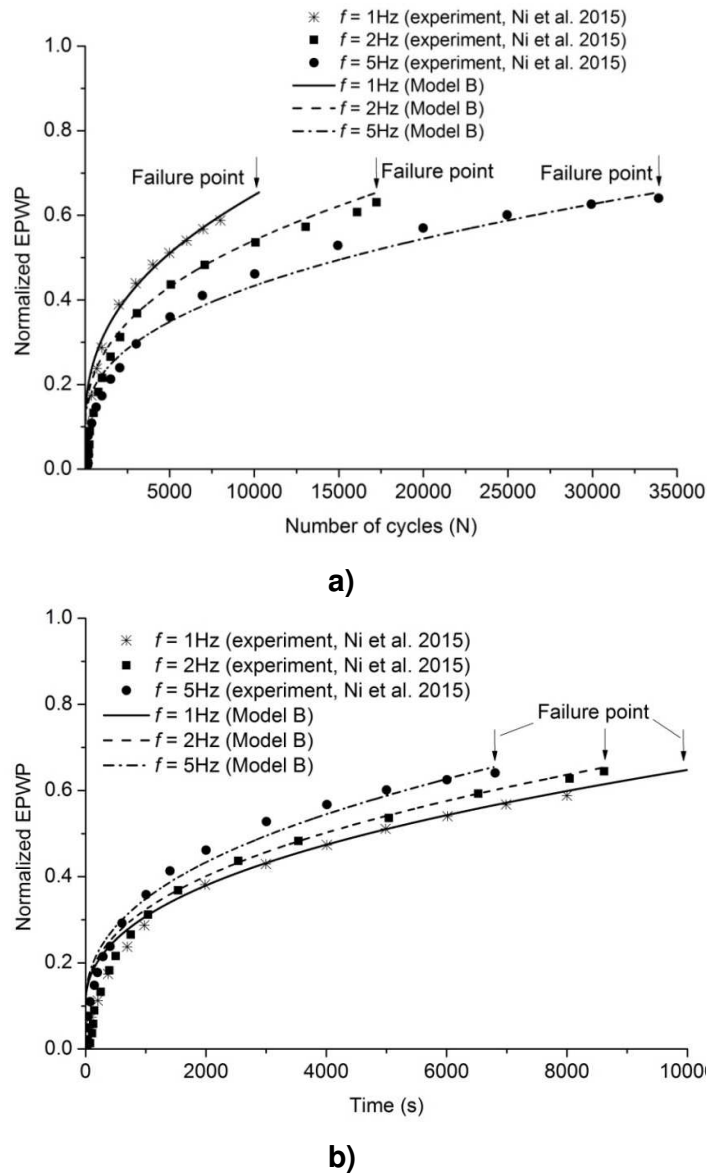 f = 1Hz (experiment, Ni et al. 2015)
f = 2Hz (experiment, Ni et al. 2015)
f = 5Hz (experiment, Ni et al. 2015)
f = 1Hz (Model B)
f = 2Hz (Model B)
f = 5Hz (Model B)
Failure point
Failure point
Failure point
1.0
0.8
0.6
0.4
0.2
0.0
Normalized EPWP
5000
10000
15000
20000
25000
30000
35000
Number of cycles (N)
a)
f = 1Hz (experiment, Ni et al. 2015)
f = 2Hz (experiment, Ni et al. 2015)
f = 5Hz (experiment, Ni et al. 2015)
f = 1Hz (Model B)
f = 2Hz (Model B)
f = 5Hz (Model B)
Failure point
1.0
0.8
0.6
0.4
0.2
0.0
Normalized EPWP
0
2000
4000
6000
8000
10000
Time (s)
b)